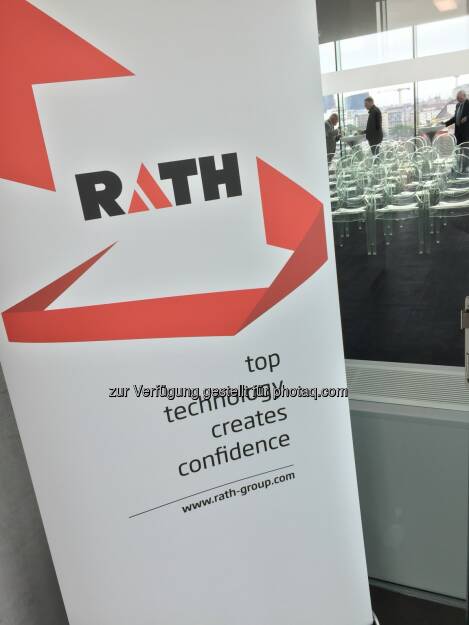 RATH
top
zur Verfügung gestellt für photaq.com
technology
creates
confidence
www.rath-group.com